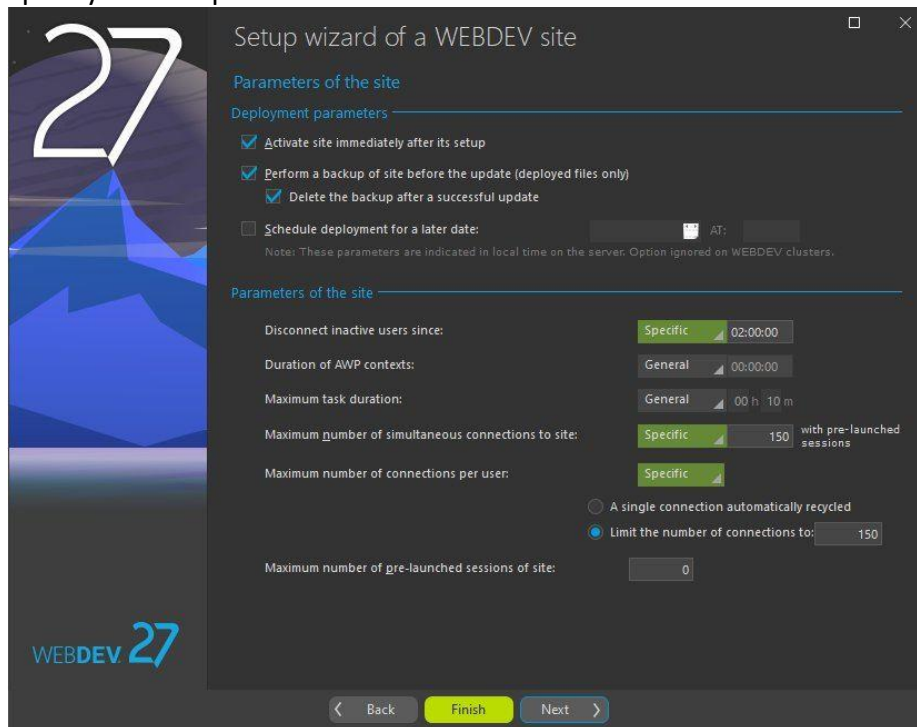 27
Setup wizard of a WEBDEV site
Parameters of the site
Deployment parameters
Activate site immediately after its setup
Perform a backup of site before the update (deployed files only)
Delete the backup after a successful update
Schedule deployment for a later date: AT:
Note: These parameters are indicated in local time on the server. Option ignored on WEBDEV clusters.
Parameters of the site
Disconnect inactive users since: Specific 02:00:00
Duration of AWP contexts: General 00:00:00
Maximum task duration: General 00 h 10 m
Maximum number of simultaneous connections to site: Specific 150 with pre-launched
sessions
Maximum number of connections per user: Specific
A single connection automatically recycled
Limit the number of connections to: 150
Maximum number of pre-launched sessions of site: 0
WEBDEV 27
Back Finish Next